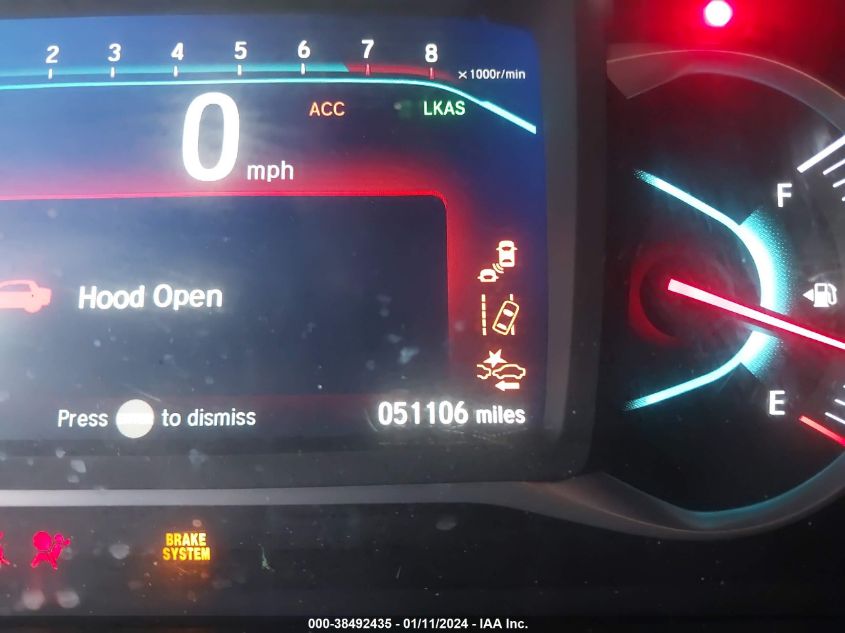 2 3 4 5 6 7 8 x1000r/min
ACC LKAS
0 mph
F
Hood Open
E
Press to dismiss 051106 miles
BRAKE
SYSTEM
000-38492435 - 01/11/2024 - IAA Inc.